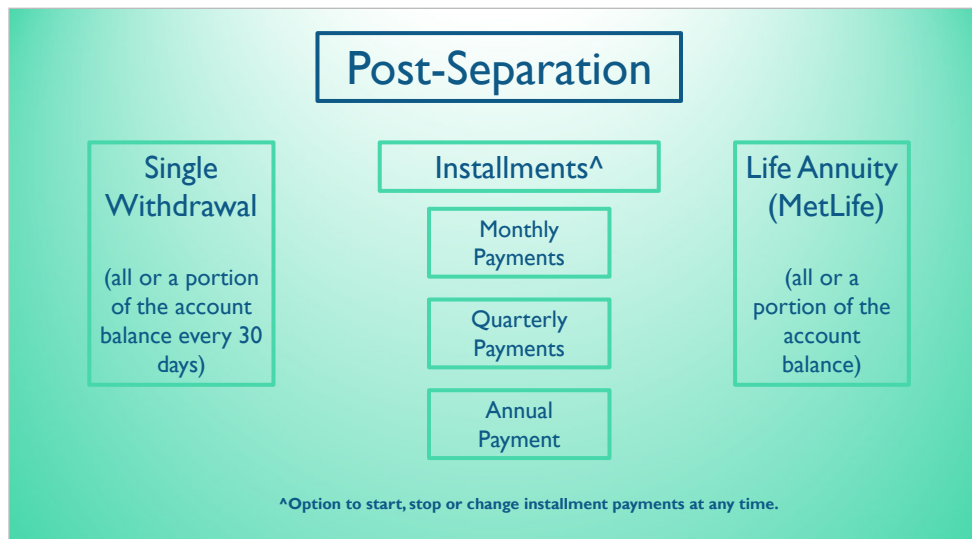 Post-Separation
Single
Withdrawal
(all or a portion
of the account
balance every 30
days)
Installments^
Monthly
Payments
Quarterly
Payments
Annual
Payment
Life Annuity
(MetLife)
(all or a
portion of the
account
balance)
^Option to start, stop or change installment payments at any time.